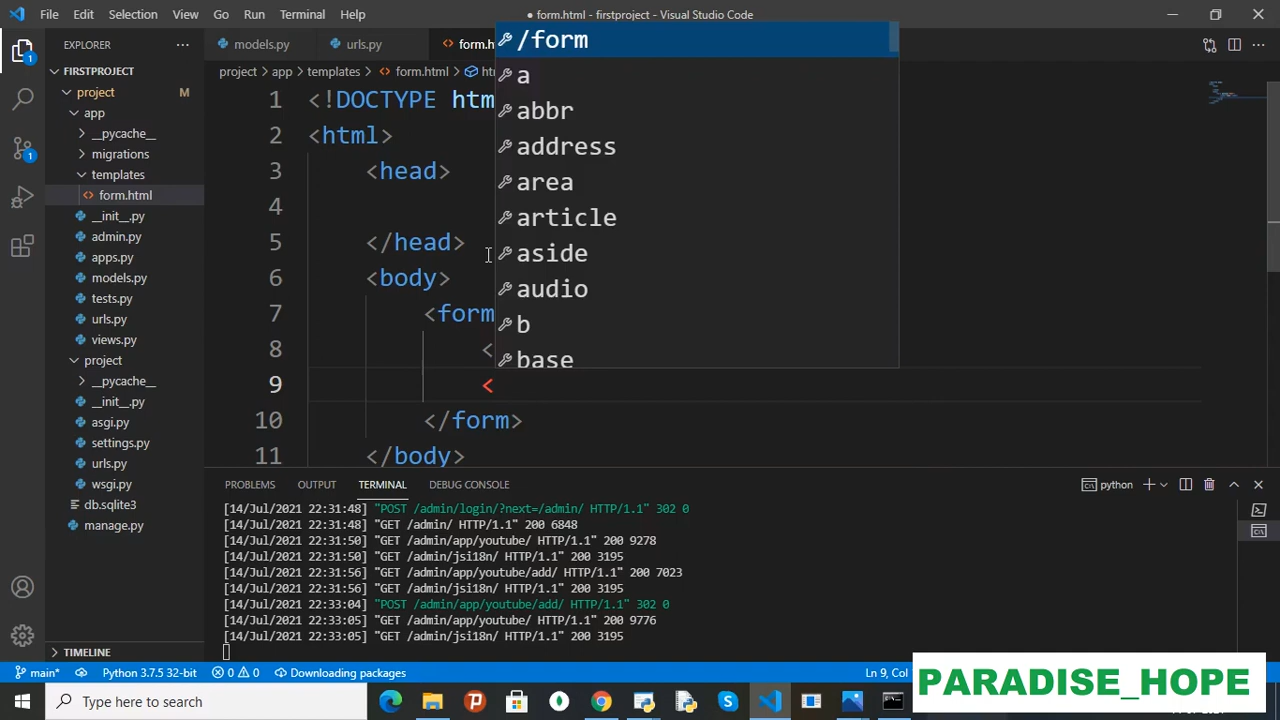 File Edit Selection View Go Run Terminal Help
● form.html - firstproject - Visual Studio Code
EXPLORER
FIRSTPROJECT
project M
app
__pycache__
migrations
templates
form.html
__init__.py
admin.py
apps.py
models.py
tests.py
urls.py
views.py
project
__pycache__
__init__.py
asgi.py
settings.py
urls.py
wsgi.py
db.sqlite3
manage.py
TIMELINE
models.py urls.py form.h
project > app > templates > form.html >
1 <!DOCTYPE htm
2 <html>
3 <head>
4
5 </head>
6 <body>
7 <form
8 <
9 <
10 </form>
11 </body>
/form
a
abbr
address
area
article
aside
audio
b
base
PROBLEMS OUTPUT TERMINAL DEBUG CONSOLE
python
[14/Jul/2021 22:31:48] "POST /admin/login/?next=/admin/ HTTP/1.1" 302 0
[14/Jul/2021 22:31:48] "GET /admin/ HTTP/1.1" 200 6848
[14/Jul/2021 22:31:50] "GET /admin/app/youtube/ HTTP/1.1" 200 9278
[14/Jul/2021 22:31:50] "GET /admin/jsi18n/ HTTP/1.1" 200 3195
[14/Jul/2021 22:31:56] "GET /admin/app/youtube/add/ HTTP/1.1" 200 7023
[14/Jul/2021 22:31:56] "GET /admin/jsi18n/ HTTP/1.1" 200 3195
[14/Jul/2021 22:33:04] "POST /admin/app/youtube/add/ HTTP/1.1" 302 0
[14/Jul/2021 22:33:05] "GET /admin/app/youtube/ HTTP/1.1" 200 9776
[14/Jul/2021 22:33:05] "GET /admin/jsi18n/ HTTP/1.1" 200 3195
main* Python 3.7.5 32-bit 0 0 Downloading packages
Ln 9, Col
PARADISE_HOPE
Type here to search